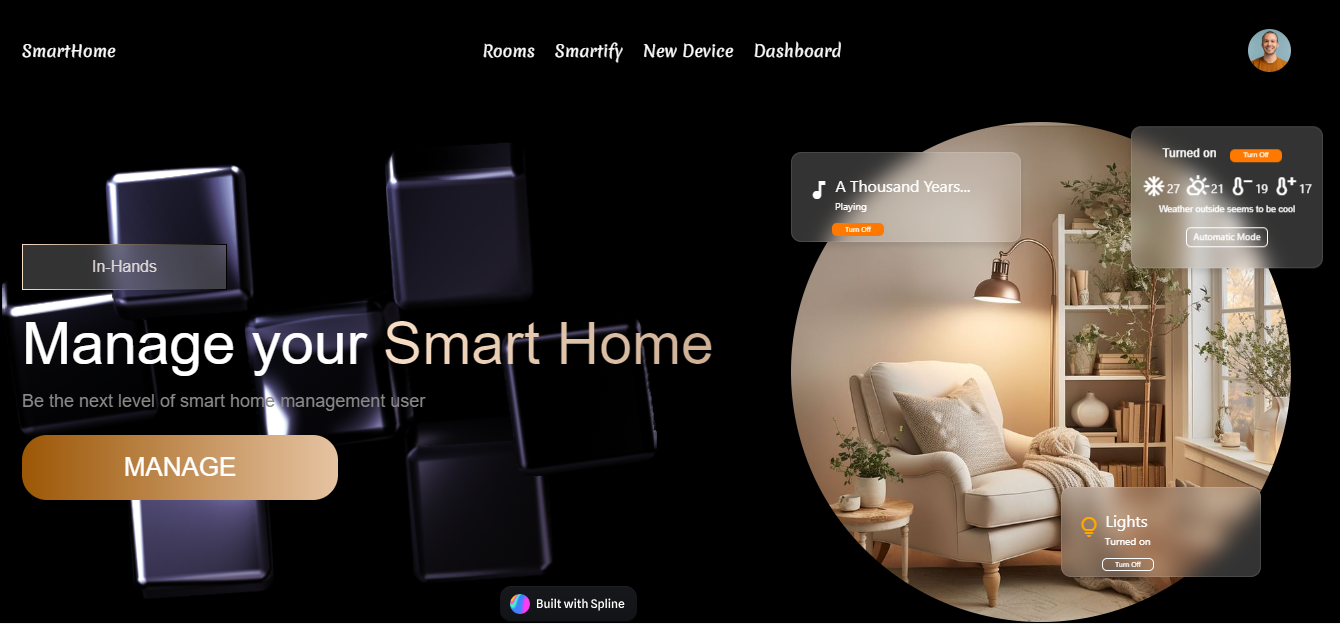 SmartHome
Rooms Smartify New Device Dashboard
In-Hands
Manage your Smart Home
Be the next level of smart home management user
MANAGE
Built with Spline
A Thousand Years...
Playing
Turn Off
Turned on Turn Off
27 21 19 17
Weather outside seems to be cool
Automatic Mode
Lights
Turned on
Turn Off